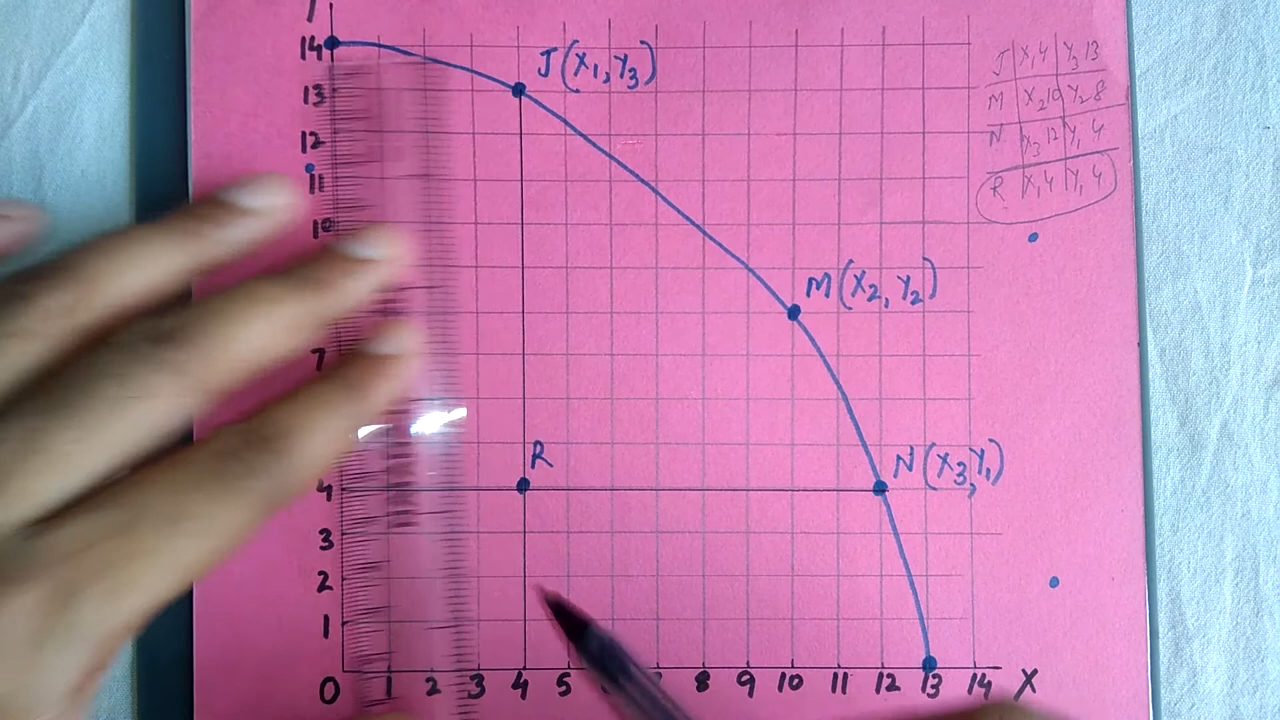 Y
14
J(X1,Y3)
13
12
11
10
M(X2,Y2)
7
R
N(X3,Y1)
4
3
2
1
0 1 2 3 4 5 8 9 10 11 12 13 14 X
J X1 4 Y3 13
M X2 10 Y2 8
N X3 12 Y1 4
R X1 4 Y1 4